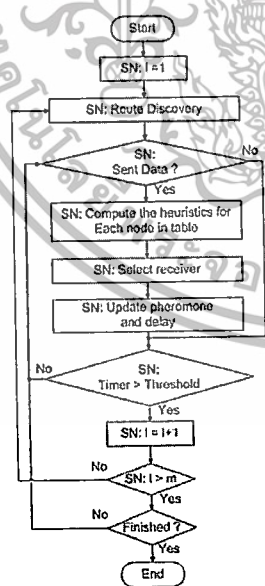 Start
SN: I =1
SN: Route Discovery
SN:
Sent Data ?
No
Yes
SN: Compute the heuristics for
Each node in table
SN: Select receiver
SN: Update pheromone
and delay
No
SN:
Timer > Threshold
Yes
SN: I = I+1
No
SN: I > m
Yes
No
Finished ?
Yes
End